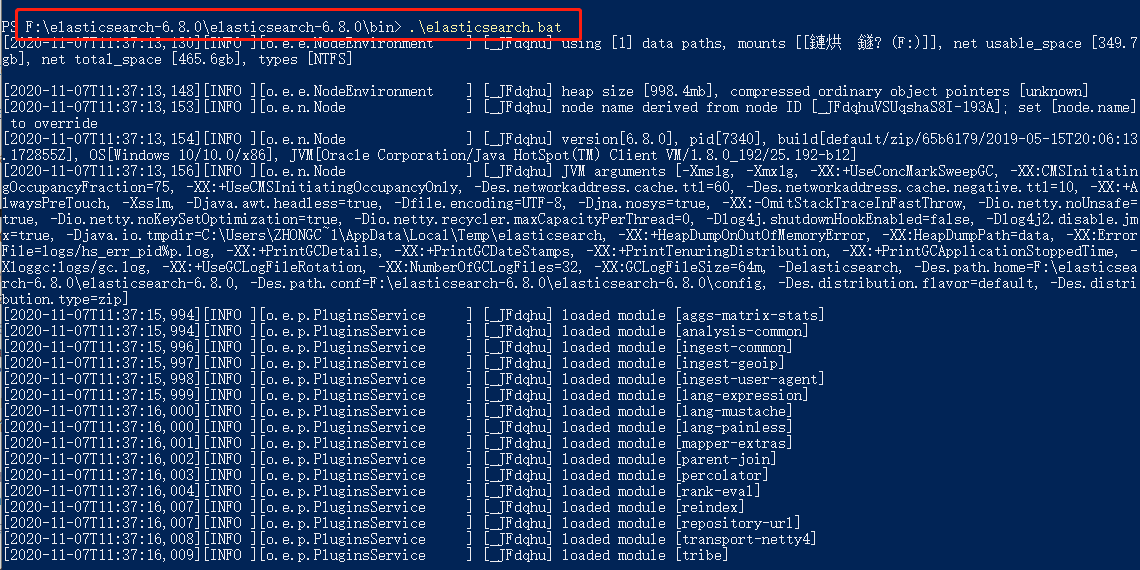 PS F:\elasticsearch-6.8.0\elasticsearch-6.8.0\bin> .\elasticsearch.bat
[2020-11-07T11:37:13,130][INFO ][o.e.e.NodeEnvironment    ] [_JFdqhu] using [1] data paths, mounts [[鏈烘  鐩? (F:)]], net usable_space [349.7
gb], net total_space [465.6gb], types [NTFS]
[2020-11-07T11:37:13,148][INFO ][o.e.e.NodeEnvironment    ] [_JFdqhu] heap size [998.4mb], compressed ordinary object pointers [unknown]
[2020-11-07T11:37:13,153][INFO ][o.e.n.Node               ] [_JFdqhu] node name derived from node ID [_JFdqhuVSUqshaS8I-193A]; set [node.name]
to override
[2020-11-07T11:37:13,154][INFO ][o.e.n.Node               ] [_JFdqhu] version[6.8.0], pid[7340], build[default/zip/65b6179/2019-05-15T20:06:13
.172855Z], OS[Windows 10/10.0/x86], JVM[Oracle Corporation/Java HotSpot(TM) Client VM/1.8.0_192/25.192-b12]
[2020-11-07T11:37:13,156][INFO ][o.e.n.Node               ] [_JFdqhu] JVM arguments [-Xms1g, -Xmx1g, -XX:+UseConcMarkSweepGC, -XX:CMSInitiatin
gOccupancyFraction=75, -XX:+UseCMSInitiatingOccupancyOnly, -Des.networkaddress.cache.ttl=60, -Des.networkaddress.cache.negative.ttl=10, -XX:+A
lwaysPreTouch, -Xss1m, -Djava.awt.headless=true, -Dfile.encoding=UTF-8, -Djna.nosys=true, -XX:-OmitStackTraceInFastThrow, -Dio.netty.noUnsafe=
true, -Dio.netty.noKeySetOptimization=true, -Dio.netty.recycler.maxCapacityPerThread=0, -Dlog4j.shutdownHookEnabled=false, -Dlog4j2.disable.jm
x=true, -Djava.io.tmpdir=C:\Users\ZHONGC~1\AppData\Local\Temp\elasticsearch, -XX:+HeapDumpOnOutOfMemoryError, -XX:HeapDumpPath=data, -XX:Error
File=logs/hs_err_pid%p.log, -XX:+PrintGCDetails, -XX:+PrintGCDateStamps, -XX:+PrintTenuringDistribution, -XX:+PrintGCApplicationStoppedTime, -
Xloggc:logs/gc.log, -XX:+UseGCLogFileRotation, -XX:NumberOfGCLogFiles=32, -XX:GCLogFileSize=64m, -Delasticsearch, -Des.path.home=F:\elasticsea
rch-6.8.0\elasticsearch-6.8.0, -Des.path.conf=F:\elasticsearch-6.8.0\elasticsearch-6.8.0\config, -Des.distribution.flavor=default, -Des.distri
bution.type=zip]
[2020-11-07T11:37:15,994][INFO ][o.e.p.PluginsService     ] [_JFdqhu] loaded module [aggs-matrix-stats]
[2020-11-07T11:37:15,994][INFO ][o.e.p.PluginsService     ] [_JFdqhu] loaded module [analysis-common]
[2020-11-07T11:37:15,996][INFO ][o.e.p.PluginsService     ] [_JFdqhu] loaded module [ingest-common]
[2020-11-07T11:37:15,997][INFO ][o.e.p.PluginsService     ] [_JFdqhu] loaded module [ingest-geoip]
[2020-11-07T11:37:15,998][INFO ][o.e.p.PluginsService     ] [_JFdqhu] loaded module [ingest-user-agent]
[2020-11-07T11:37:15,999][INFO ][o.e.p.PluginsService     ] [_JFdqhu] loaded module [lang-expression]
[2020-11-07T11:37:16,000][INFO ][o.e.p.PluginsService     ] [_JFdqhu] loaded module [lang-mustache]
[2020-11-07T11:37:16,000][INFO ][o.e.p.PluginsService     ] [_JFdqhu] loaded module [lang-painless]
[2020-11-07T11:37:16,001][INFO ][o.e.p.PluginsService     ] [_JFdqhu] loaded module [mapper-extras]
[2020-11-07T11:37:16,002][INFO ][o.e.p.PluginsService     ] [_JFdqhu] loaded module [parent-join]
[2020-11-07T11:37:16,003][INFO ][o.e.p.PluginsService     ] [_JFdqhu] loaded module [percolator]
[2020-11-07T11:37:16,004][INFO ][o.e.p.PluginsService     ] [_JFdqhu] loaded module [rank-eval]
[2020-11-07T11:37:16,007][INFO ][o.e.p.PluginsService     ] [_JFdqhu] loaded module [reindex]
[2020-11-07T11:37:16,007][INFO ][o.e.p.PluginsService     ] [_JFdqhu] loaded module [repository-url]
[2020-11-07T11:37:16,008][INFO ][o.e.p.PluginsService     ] [_JFdqhu] loaded module [transport-netty4]
[2020-11-07T11:37:16,009][INFO ][o.e.p.PluginsService     ] [_JFdqhu] loaded module [tribe]